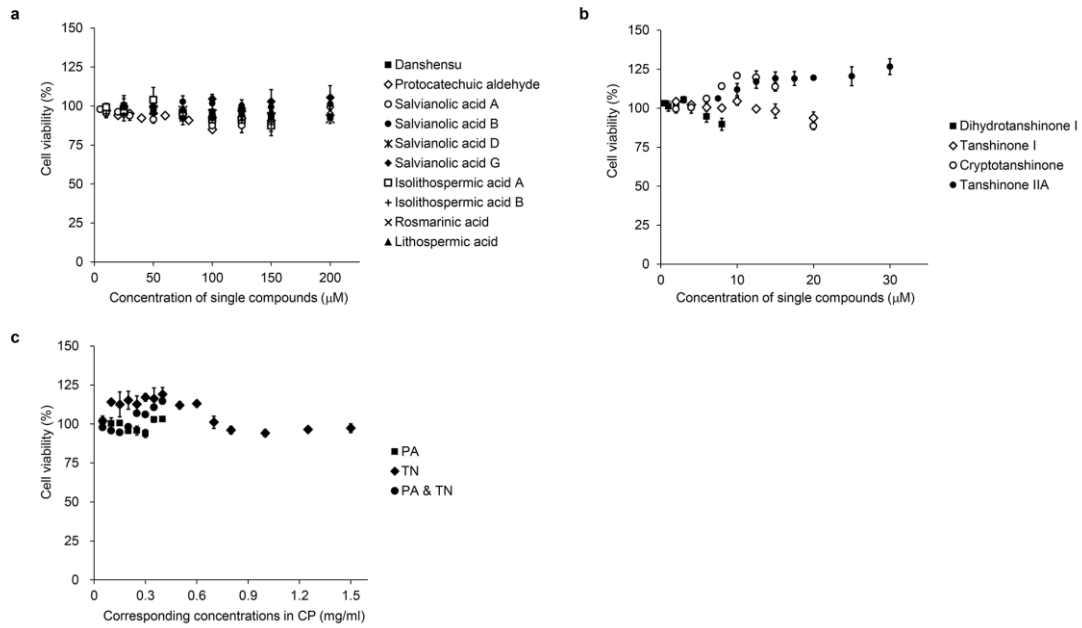 a
150
125
100
75
50
25
0
Cell viability (%)
0
50
100
150
200
Concentration of single compounds (μM)
Danshensu
Protocatechuic aldehyde
Salvianolic acid A
Salvianolic acid B
Salvianolic acid D
Salvianolic acid G
Isolithospermic acid A
Isolithospermic acid B
Rosmarinic acid
Lithospermic acid
b
150
125
100
75
50
25
0
Cell viability (%)
0
10
20
30
Concentration of single compounds (μM)
Dihydrotanshinone I
Tanshinone I
Cryptotanshinone
Tanshinone IIA
c
150
125
100
75
50
25
0
Cell viability (%)
0
0.3
0.6
0.9
1.2
1.5
Corresponding concentrations in CP (mg/ml)
PA
TN
PA & TN